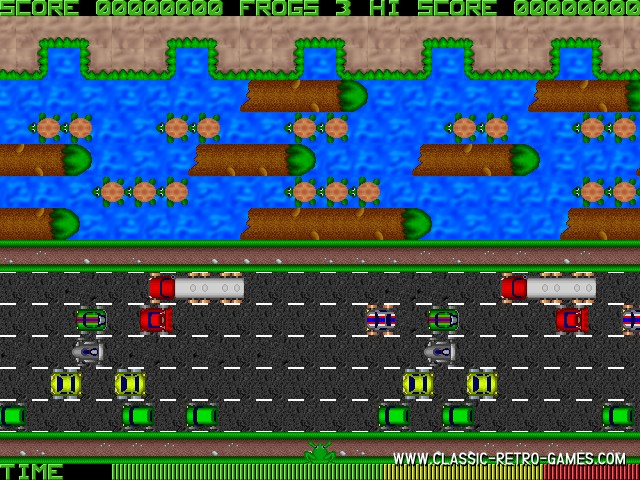 SCORE 00000000 FROGS 3 HI SCORE 00000000
WWW.CLASSIC-RETRO-GAMES.COM
TIME